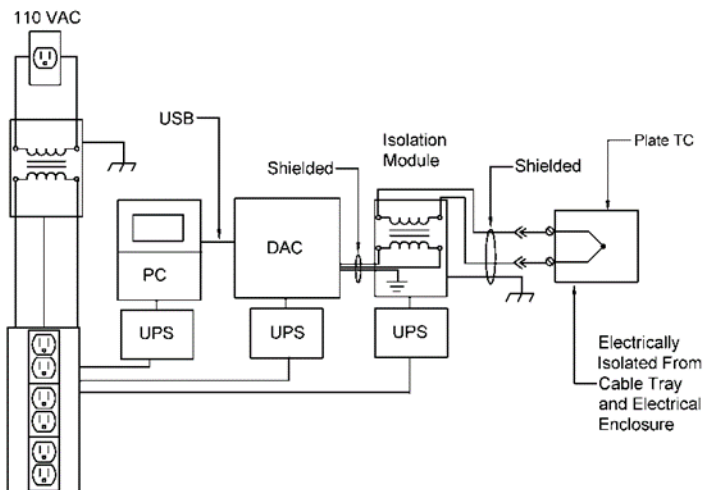 110 VAC
USB
Shielded
Isolation
Module
Shielded
Plate TC
PC
DAC
UPS
UPS
UPS
Electrically
Isolated From
Cable Tray
and Electrical
Enclosure